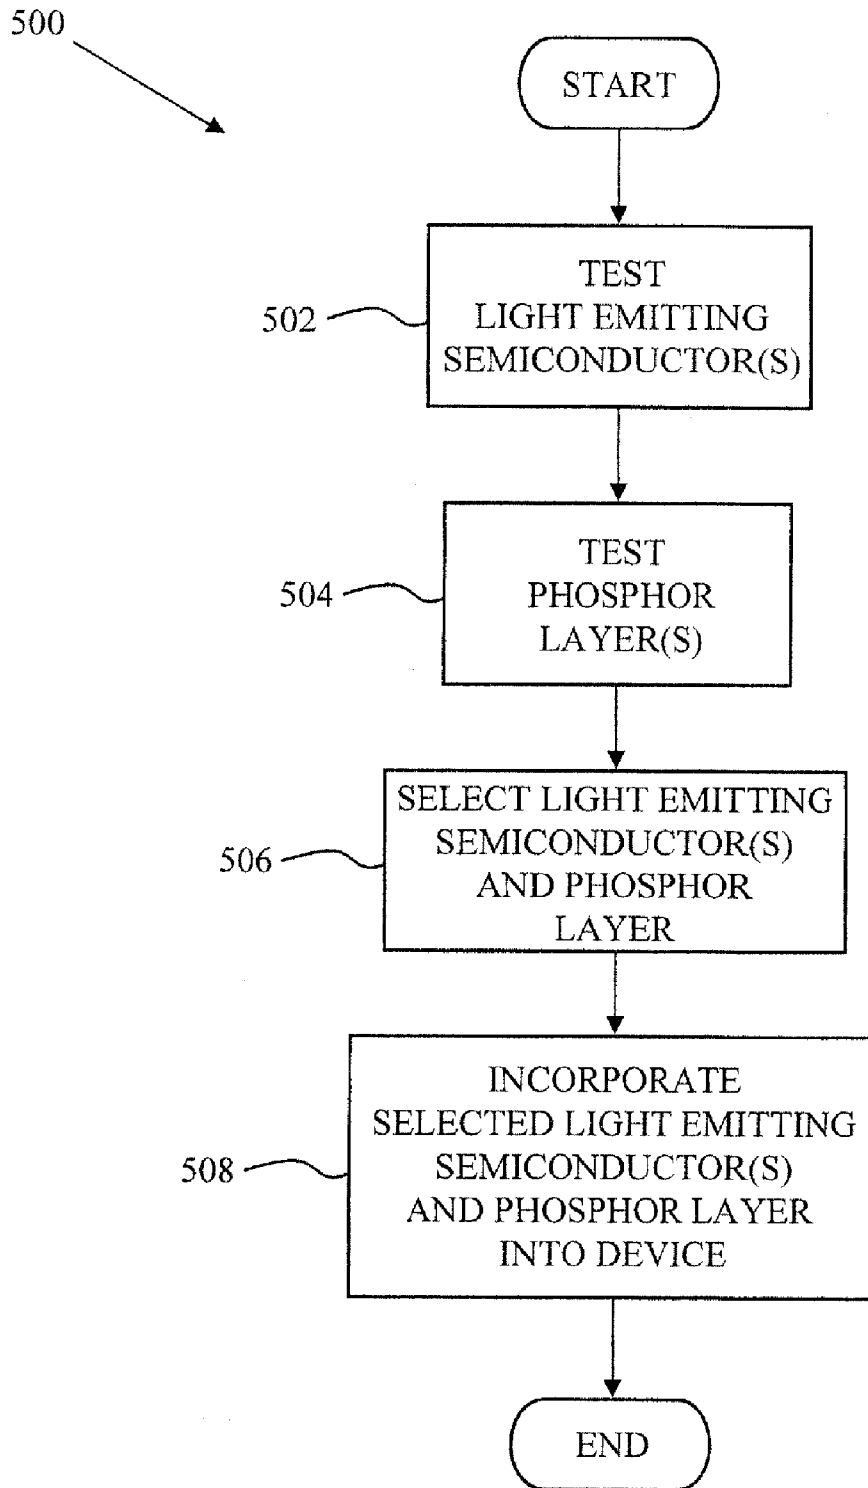 500
START
502
TEST
LIGHT EMITTING
SEMICONDUCTOR(S)
504
TEST
PHOSPHOR
LAYER(S)
506
SELECT LIGHT EMITTING
SEMICONDUCTOR(S)
AND PHOSPHOR
LAYER
508
INCORPORATE
SELECTED LIGHT EMITTING
SEMICONDUCTOR(S)
AND PHOSPHOR LAYER
INTO DEVICE
END